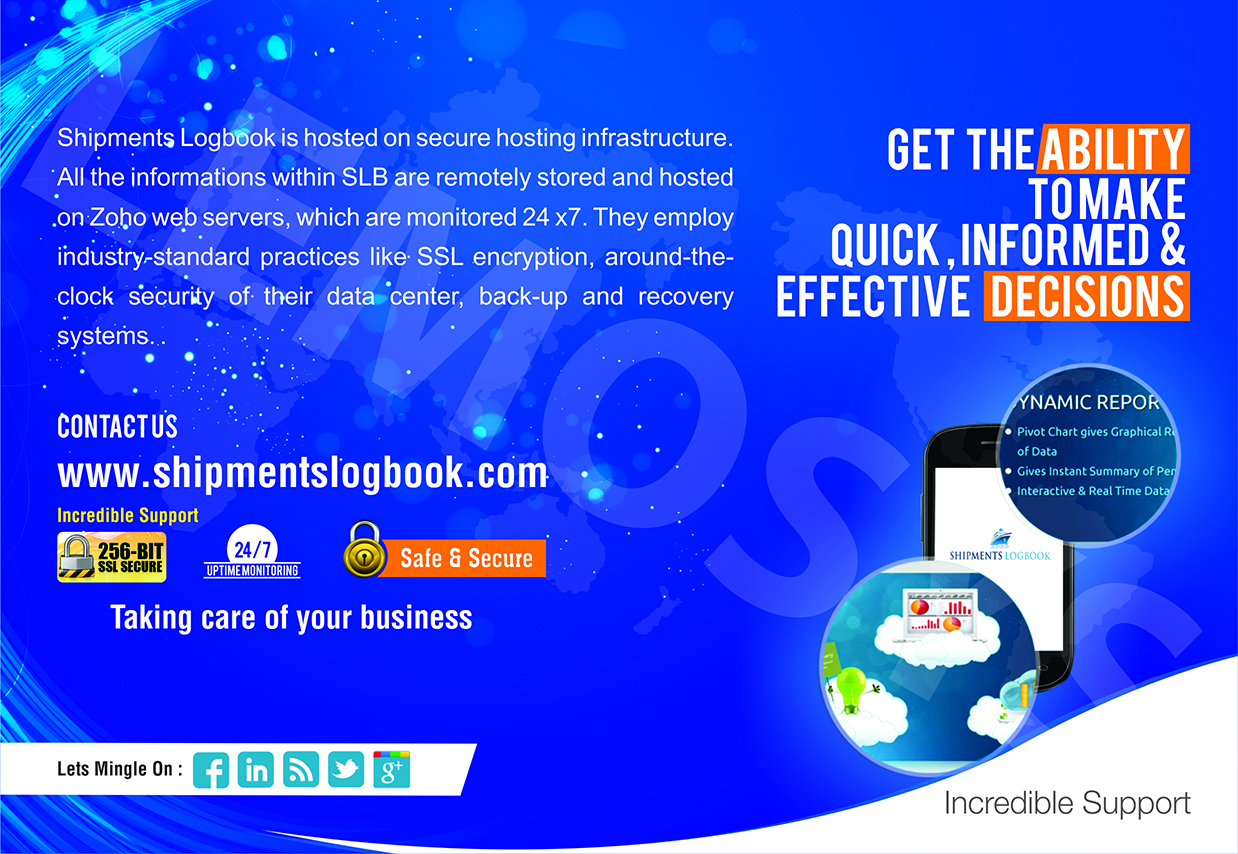 Shipments Logbook is hosted on secure hosting infrastructure.
All the informations within SLB are remotely stored and hosted
on Zoho web servers, which are monitored 24 x7. They employ
industry-standard practices like SSL encryption, around-the-
clock security of their data center, back-up and recovery
systems.
CONTACT US
www.shipmentslogbook.com
Incredible Support
256-BIT
SSL SECURE
24/7
UPTIME MONITORING
Safe & Secure
Taking care of your business
Lets Mingle On :
f
in
g+
GET THE ABILITY
TO MAKE
QUICK , INFORMED &
EFFECTIVE DECISIONS
YNAMIC REPOR
Pivot Chart gives Graphical Re
of Data
Gives Instant Summary of Per
Interactive & Real Time Data
SHIPMENTS LOGBOOK
Incredible Support